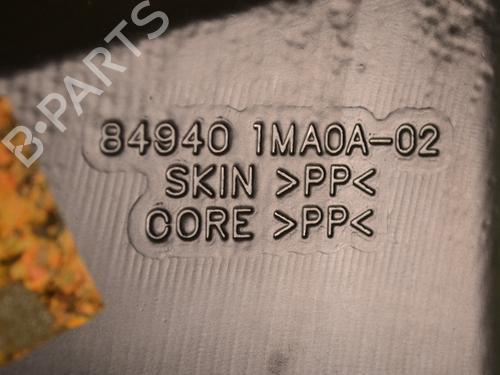 B-PARTS
84940 1MA0A-02
SKIN >PP<
CORE >PP<